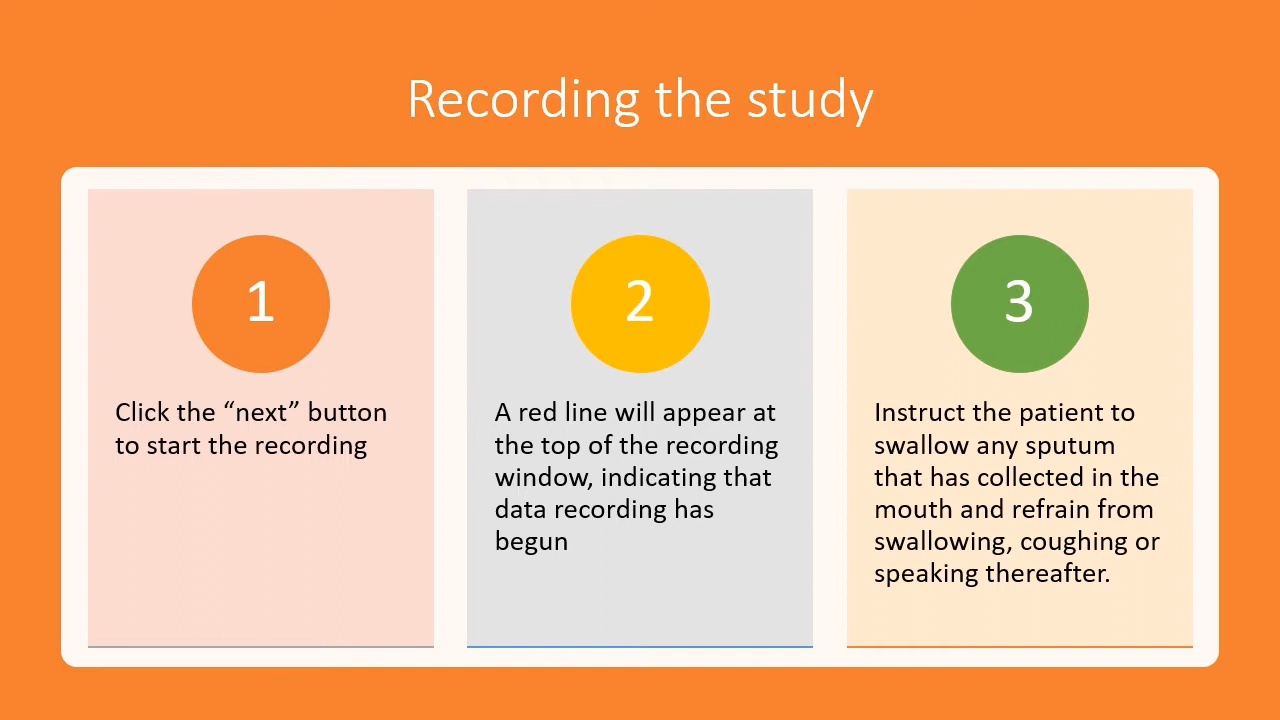 Recording the study
1
Click the “next” button
to start the recording
2
A red line will appear at
the top of the recording
window, indicating that
data recording has
begun
3
Instruct the patient to
swallow any sputum
that has collected in the
mouth and refrain from
swallowing, coughing or
speaking thereafter.